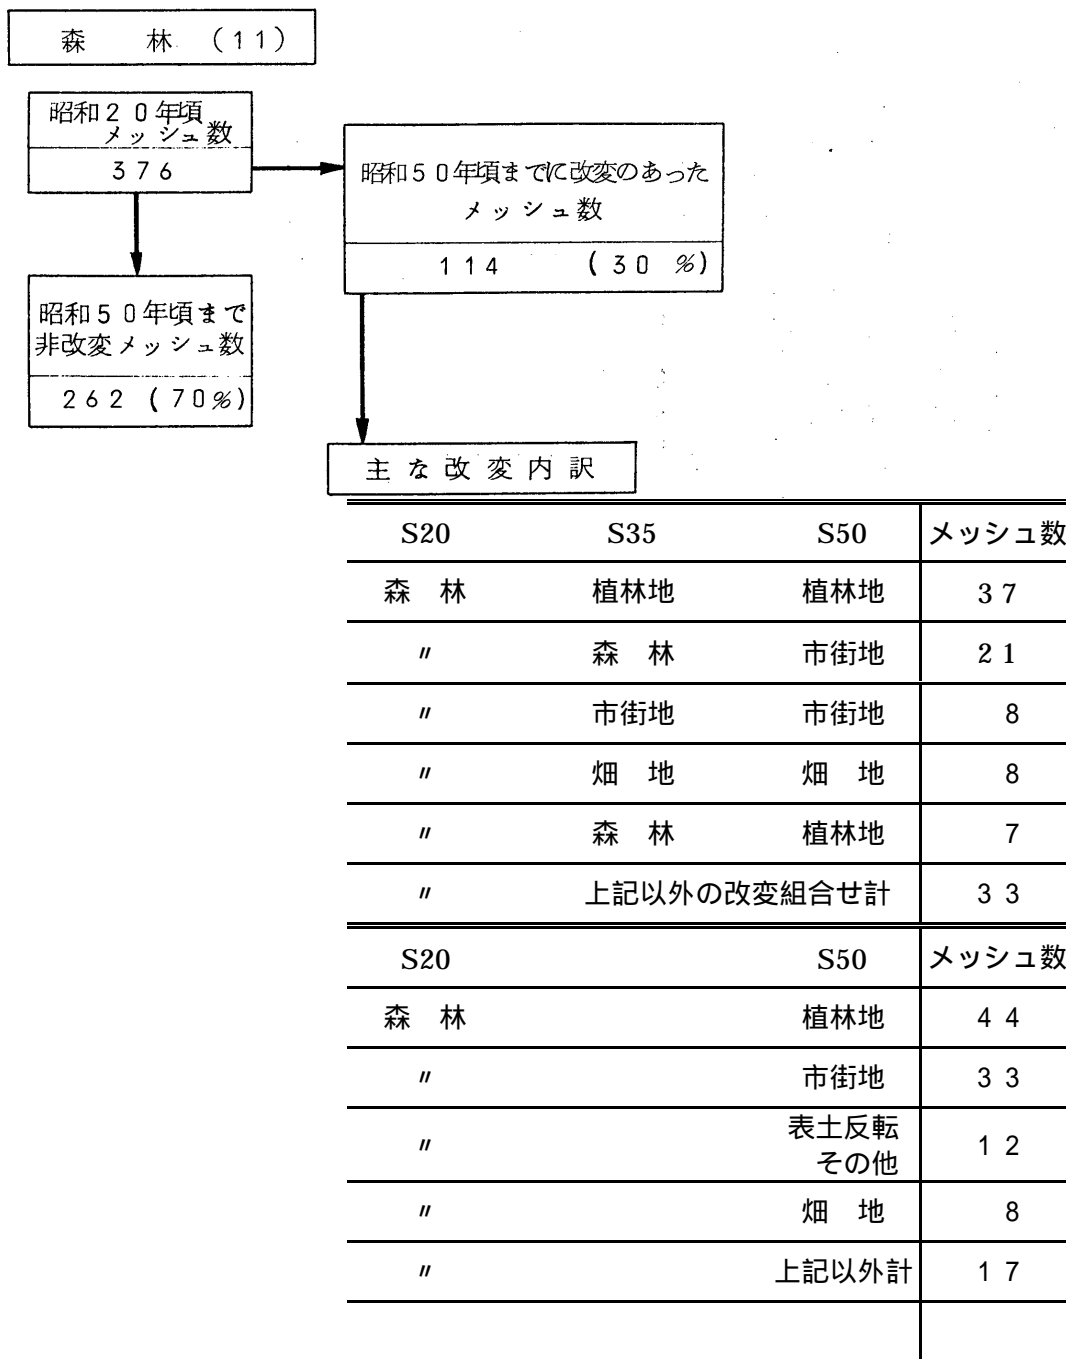 森　　林　（11）
昭和２０年頃
メッシュ数
３７６
昭和５０年頃までに改変のあった
メッシュ数
１１４　　（３０％）
昭和５０年頃まで
非改変メッシュ数
２６２（７０％）
主な改変内訳
S20　S35　S50　メッシュ数
森　林　植林地　植林地　３７
〃　森　林　市街地　２１
〃　市街地　市街地　８
〃　畑　地　畑　地　８
〃　森　林　植林地　７
〃　上記以外の改変組合せ計　３３
S20　S50　メッシュ数
森　林　植林地　４４
〃　市街地　３３
〃　表土反転　１２
その他
〃　畑　地　８
〃　上記以外計　１７